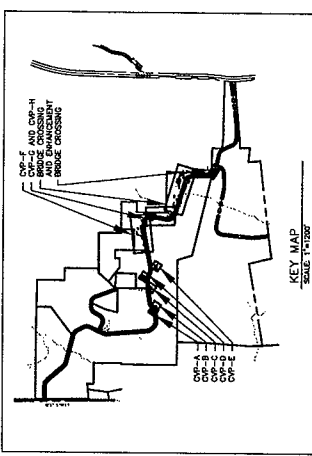 CVP-F
CVP-G AND CVP-H
BRIDGE CROSSING
AND ENHANCEMENT
BRIDGE CROSSING
CVP-A
CVP-B
CVP-C
CVP-D
CVP-E
KEY MAP
SCALE: 1"=1200'